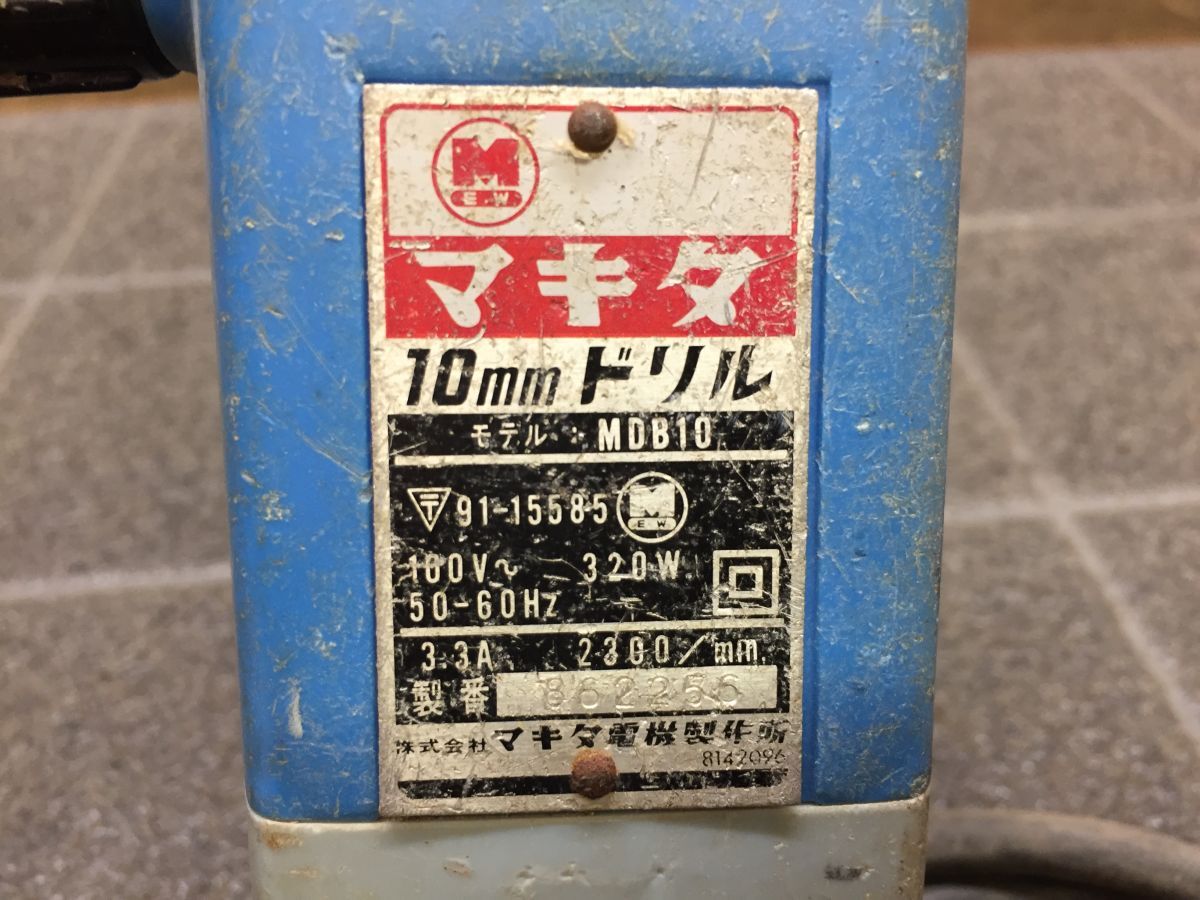 M
E W
マキタ
10mm ドリル
モデル : MDB10
〒 91-15585 M E W
100V~ 320W
50-60Hz
3.3A 2300/mm
製番 862256
株式会社 マキタ電機製作所
8142096